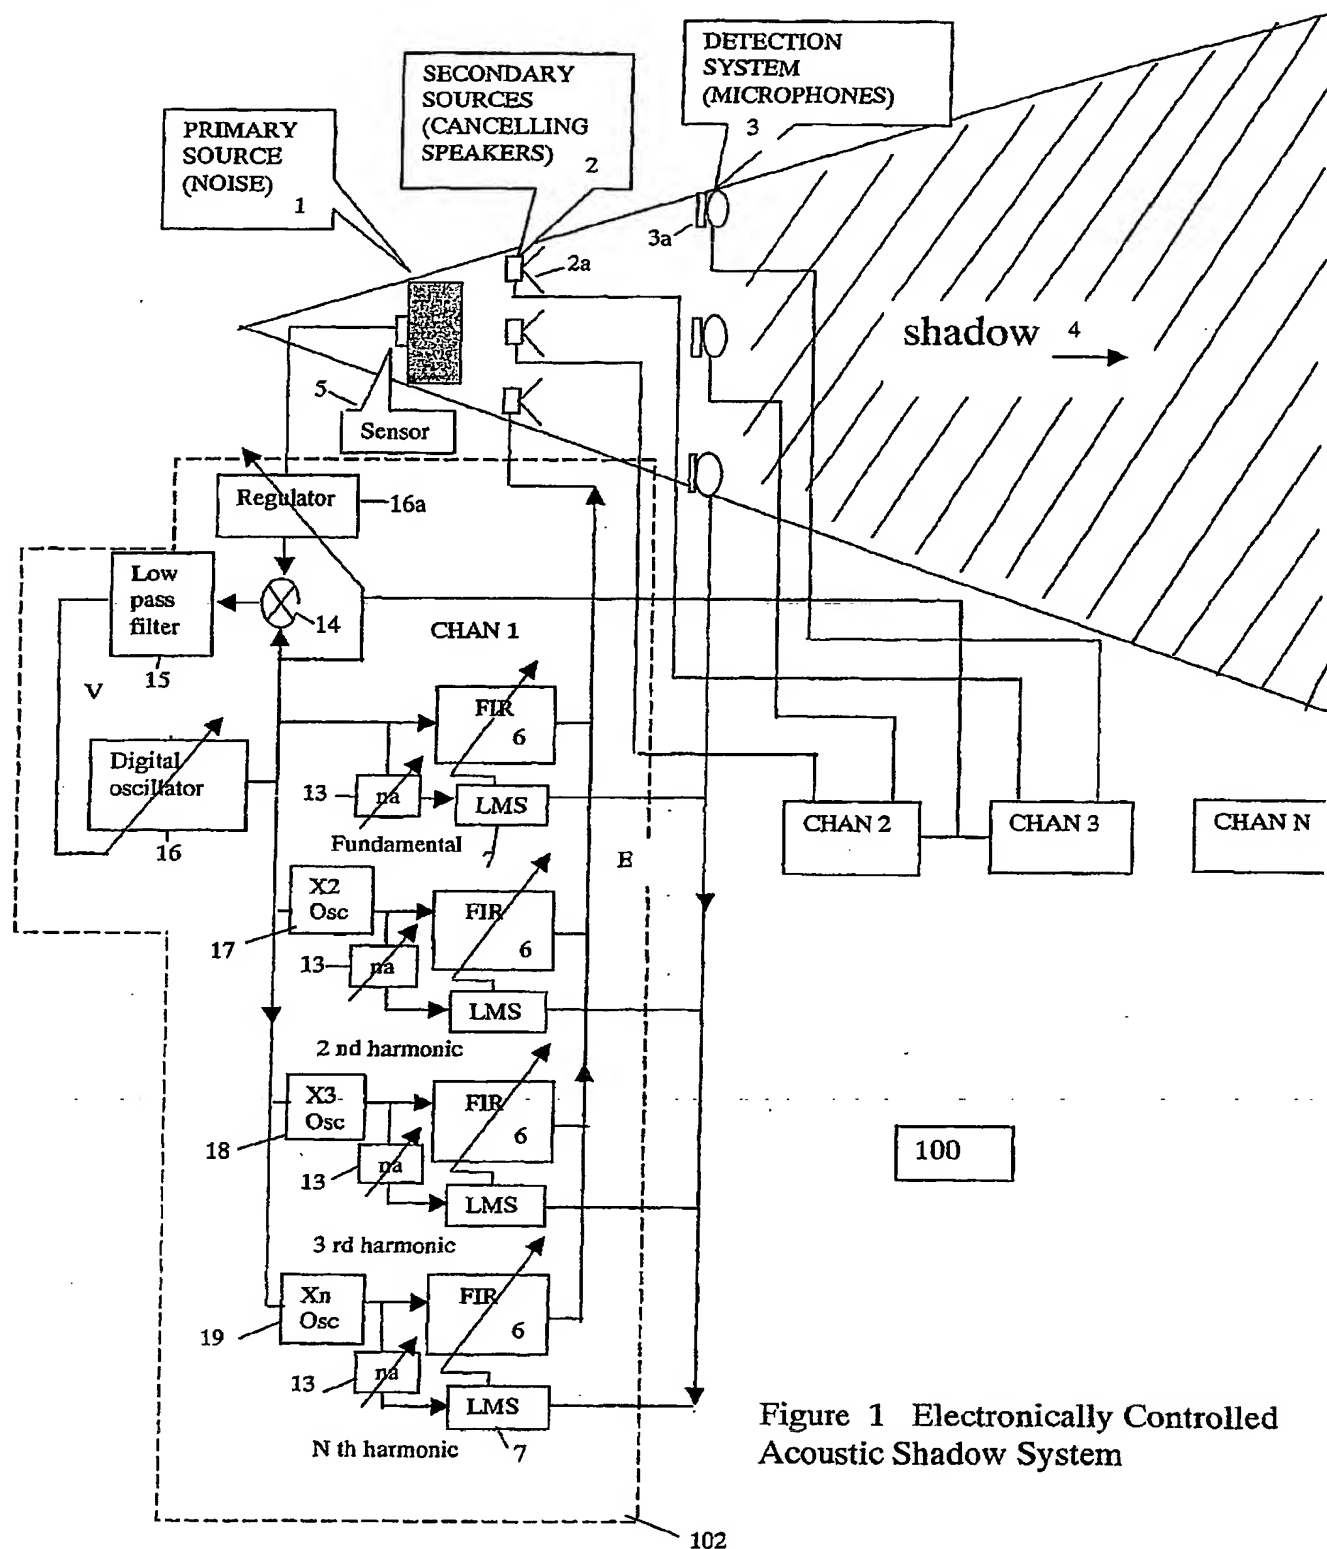 DETECTION
SYSTEM
(MICROPHONES)
3
SECONDARY
SOURCES
(CANCELLING
SPEAKERS)
2
PRIMARY
SOURCE
(NOISE)
1
3a
2a
shadow 4
5
Sensor
Regulator
16a
Low
pass
filter
14
15
CHAN 1
V
FIR
6
Digital
oscillator
16
13
na
LMS
Fundamental
7
E
CHAN 2
CHAN 3
CHAN N
X2
Osc
17
FIR
6
13
na
LMS
2 nd harmonic
X3
Osc
18
FIR
6
13
na
LMS
3 rd harmonic
100
Xn
Osc
19
FIR
6
13
na
LMS
N th harmonic
7
Figure 1 Electronically Controlled
Acoustic Shadow System
102